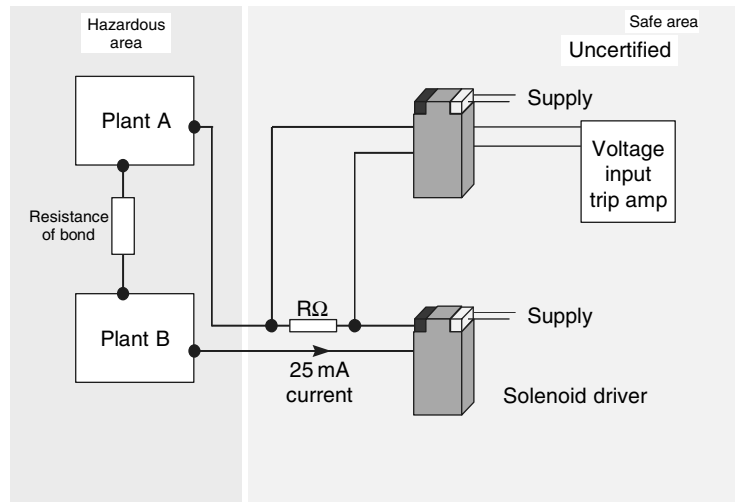 Hazardous
area
Safe area
Uncertified
Plant A
Supply
Voltage
input
trip amp
Resistance
of bond
RΩ
Supply
Plant B
25 mA
current
Solenoid driver